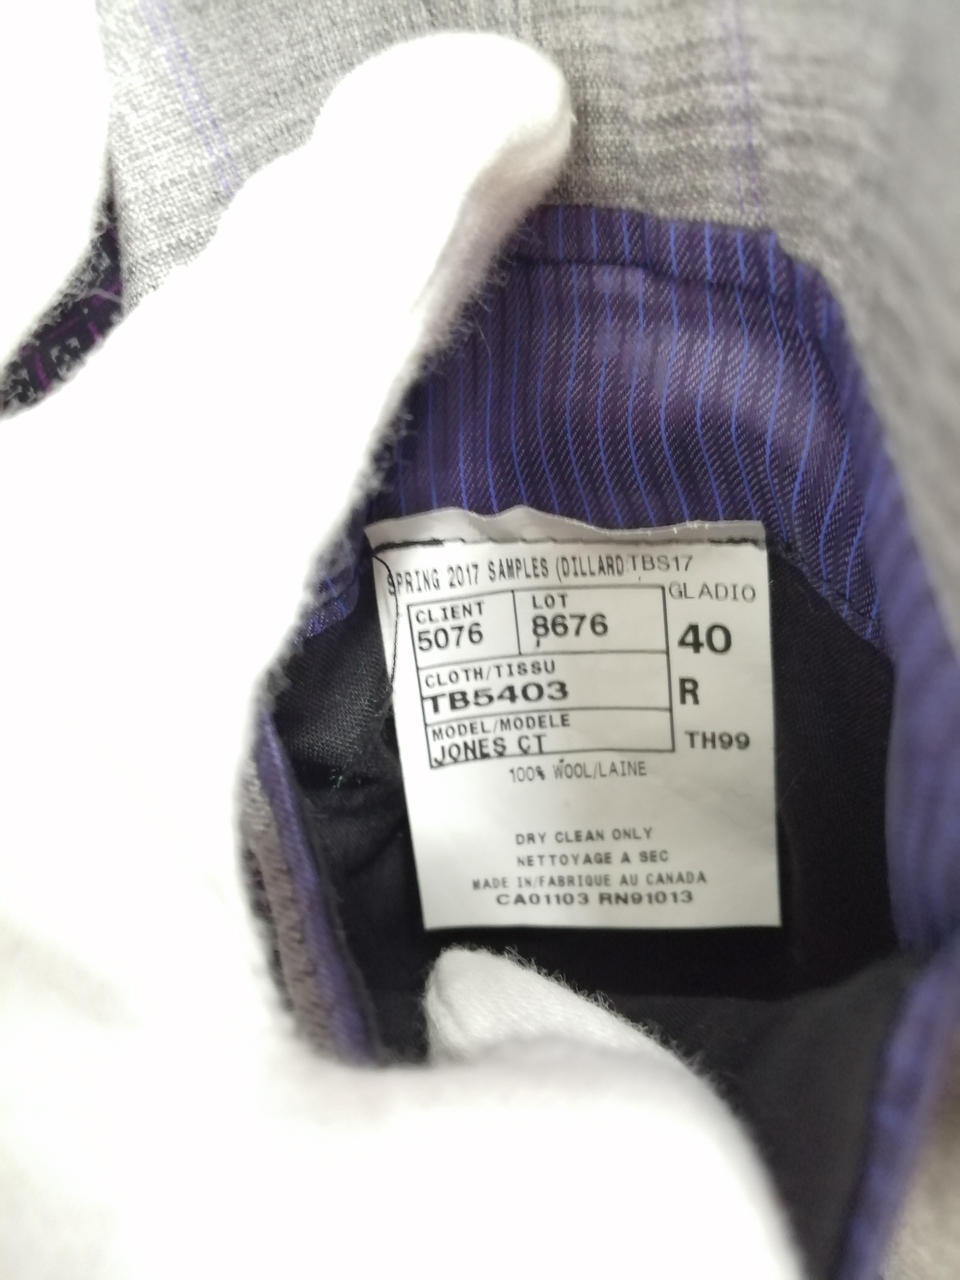 SPRING 2017 SAMPLES (DILLARD TBS17
GLADIO
CLIENT LOT
5076 8676 40
CLOTH/TISSU
TB5403 R
MODEL/MODELE
JONES CT TH99
100% WOOL/LAINE
DRY CLEAN ONLY
NETTOYAGE A SEC
MADE IN/FABRIQUE AU CANADA
CA01103 RN91013